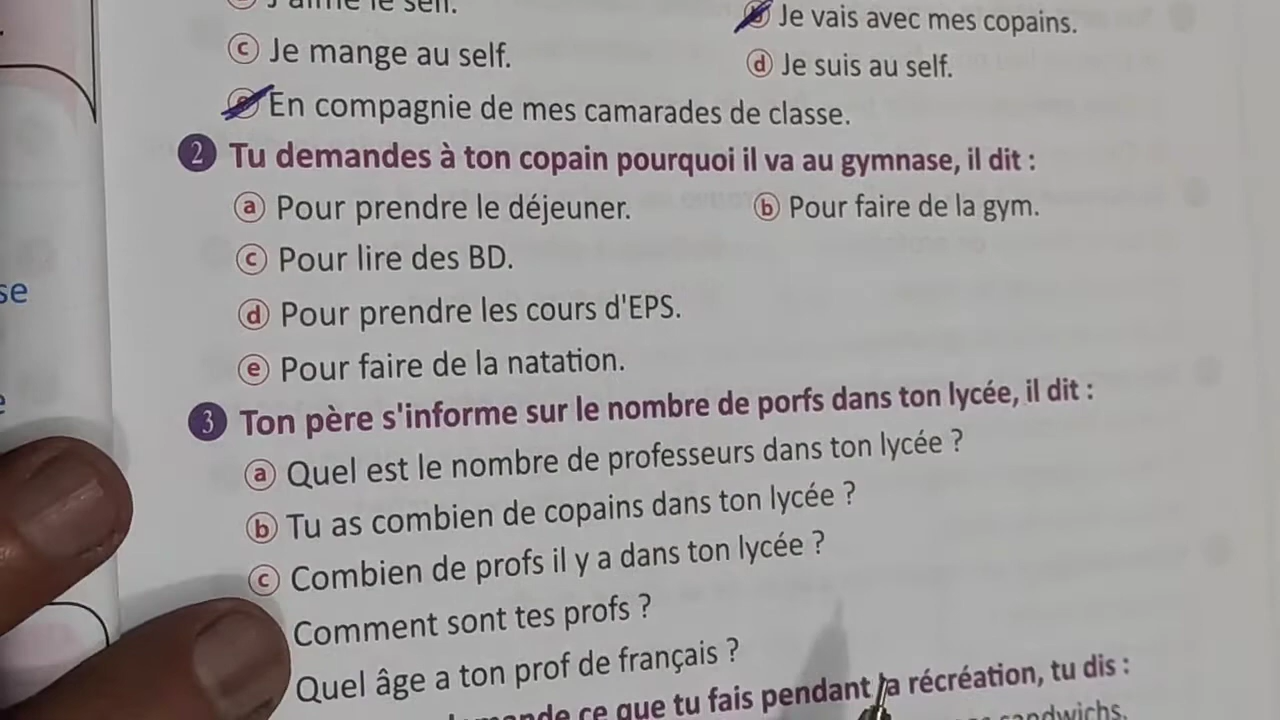 J'aime le self.
ⓑ Je vais avec mes copains.
ⓒ Je mange au self.
ⓓ Je suis au self.
ⓔ En compagnie de mes camarades de classe.
2 Tu demandes à ton copain pourquoi il va au gymnase, il dit :
ⓐ Pour prendre le déjeuner.
ⓑ Pour faire de la gym.
ⓒ Pour lire des BD.
ⓓ Pour prendre les cours d'EPS.
ⓔ Pour faire de la natation.
se
3 Ton père s'informe sur le nombre de porfs dans ton lycée, il dit :
ⓐ Quel est le nombre de professeurs dans ton lycée ?
ⓑ Tu as combien de copains dans ton lycée ?
ⓒ Combien de profs il y a dans ton lycée ?
Comment sont tes profs ?
Quel âge a ton prof de français ?
ce que tu fais pendant la récréation, tu dis :
sandwichs.